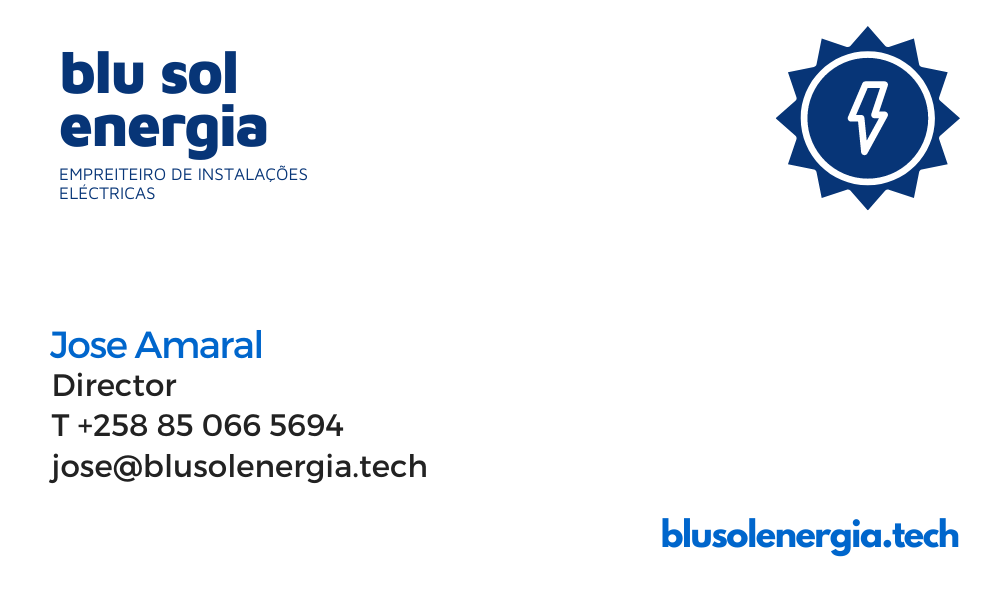 blu sol
energia
EMPREITEIRO DE INSTALAÇÕES
ELÉCTRICAS
Jose Amaral
Director
T +258 85 066 5694
jose@blusolenergia.tech
blusolenergia.tech